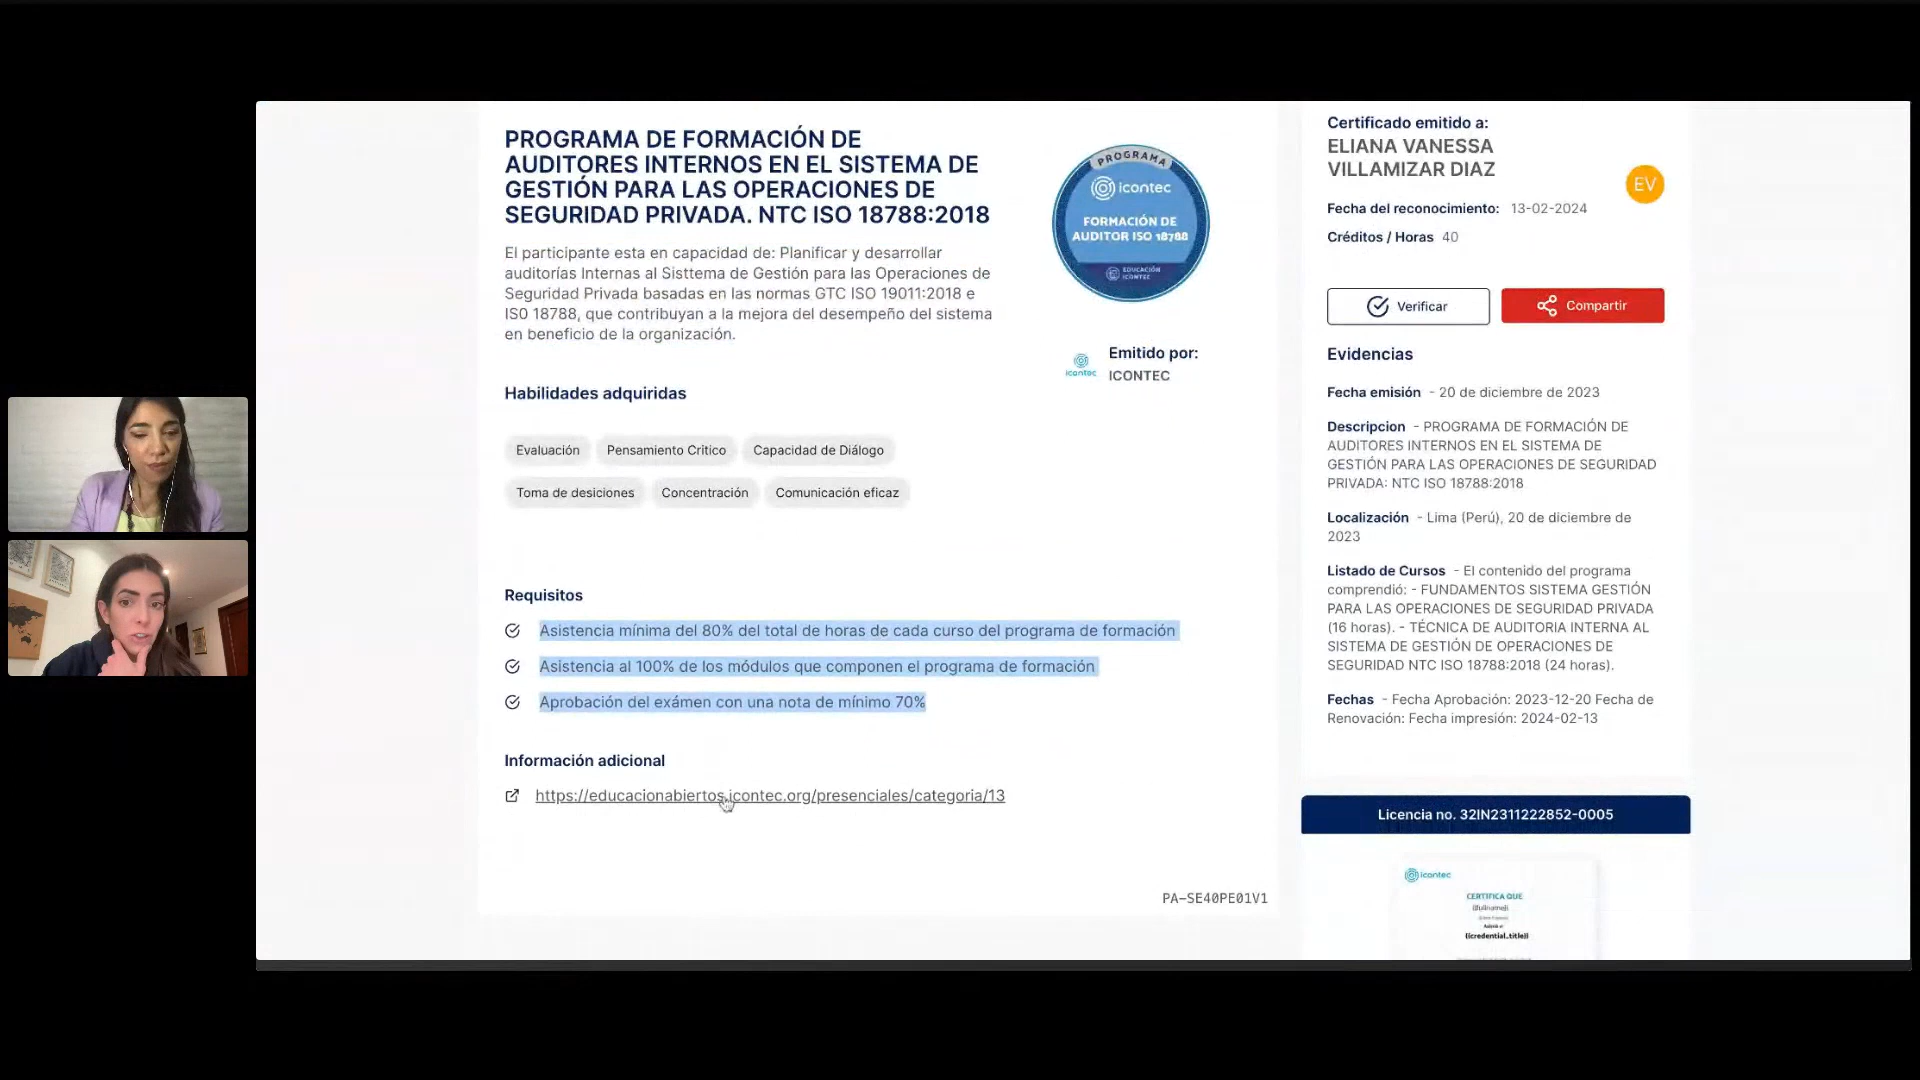 PROGRAMA DE FORMACIÓN DE
AUDITORES INTERNOS EN EL SISTEMA DE
GESTIÓN PARA LAS OPERACIONES DE
SEGURIDAD PRIVADA. NTC ISO 18788:2018
El participante esta en capacidad de: Planificar y desarrollar
auditorías Internas al Sisttema de Gestión para las Operaciones de
Seguridad Privada basadas en las normas GTC ISO 19011:2018 e
IS0 18788, que contribuyan a la mejora del desempeño del sistema
en beneficio de la organización.
PROGRAMA
icontec
FORMACIÓN DE
AUDITOR ISO 18788
EDUCACIÓN
ICONTEC
icontec
Emitido por:
ICONTEC
Habilidades adquiridas
Evaluación
Pensamiento Critico
Capacidad de Diálogo
Toma de desiciones
Concentración
Comunicación eficaz
Requisitos
Asistencia mínima del 80% del total de horas de cada curso del programa de formación
Asistencia al 100% de los módulos que componen el programa de formación
Aprobación del exámen con una nota de mínimo 70%
Información adicional
https://educacionabiertos.icontec.org/presenciales/categoria/13
PA-SE40PE01V1
Certificado emitido a:
ELIANA VANESSA
VILLAMIZAR DIAZ
EV
Fecha del reconocimiento: 13-02-2024
Créditos / Horas 40
Verificar
Compartir
Evidencias
Fecha emisión - 20 de diciembre de 2023
Descripcion - PROGRAMA DE FORMACIÓN DE
AUDITORES INTERNOS EN EL SISTEMA DE
GESTIÓN PARA LAS OPERACIONES DE SEGURIDAD
PRIVADA: NTC ISO 18788:2018
Localización - Lima (Perú), 20 de diciembre de
2023
Listado de Cursos - El contenido del programa
comprendió: - FUNDAMENTOS SISTEMA GESTIÓN
PARA LAS OPERACIONES DE SEGURIDAD PRIVADA
(16 horas). - TÉCNICA DE AUDITORIA INTERNA AL
SISTEMA DE GESTIÓN DE OPERACIONES DE
SEGURIDAD NTC ISO 18788:2018 (24 horas).
Fechas - Fecha Aprobación: 2023-12-20 Fecha de
Renovación: Fecha impresión: 2024-02-13
Licencia no. 32IN2311222852-0005
icontec
CERTIFICA QUE